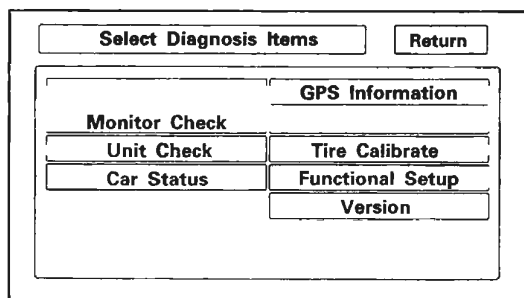 Select Diagnosis Items Return
GPS Information
Monitor Check
Unit Check Tire Calibrate
Car Status Functional Setup
Version